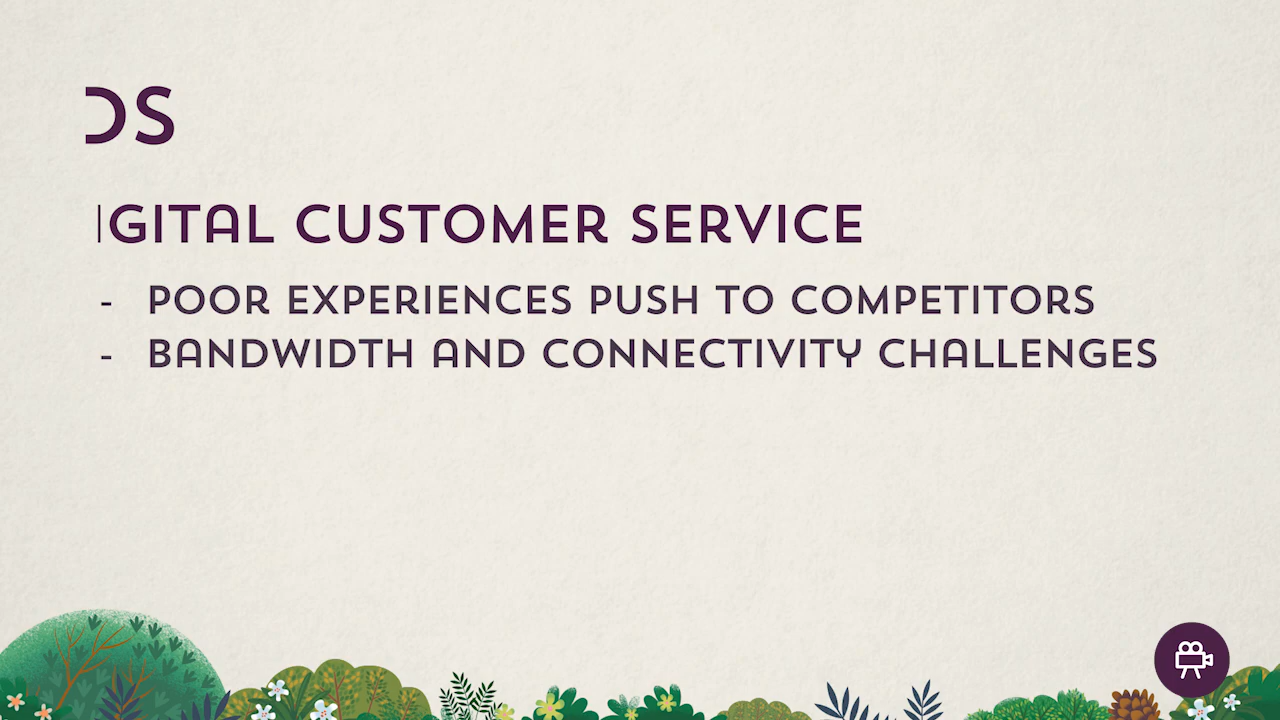 DS
IGITAL CUSTOMER SERVICE
- POOR EXPERIENCES PUSH TO COMPETITORS
- BANDWIDTH AND CONNECTIVITY CHALLENGES